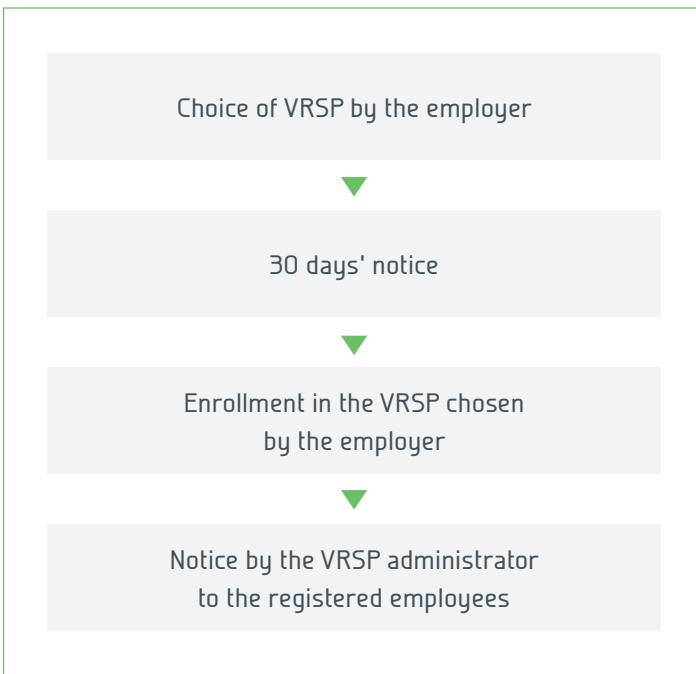 Choice of VRSP by the employer
30 days' notice
Enrollment in the VRSP chosen
by the employer
Notice by the VRSP administrator
to the registered employees